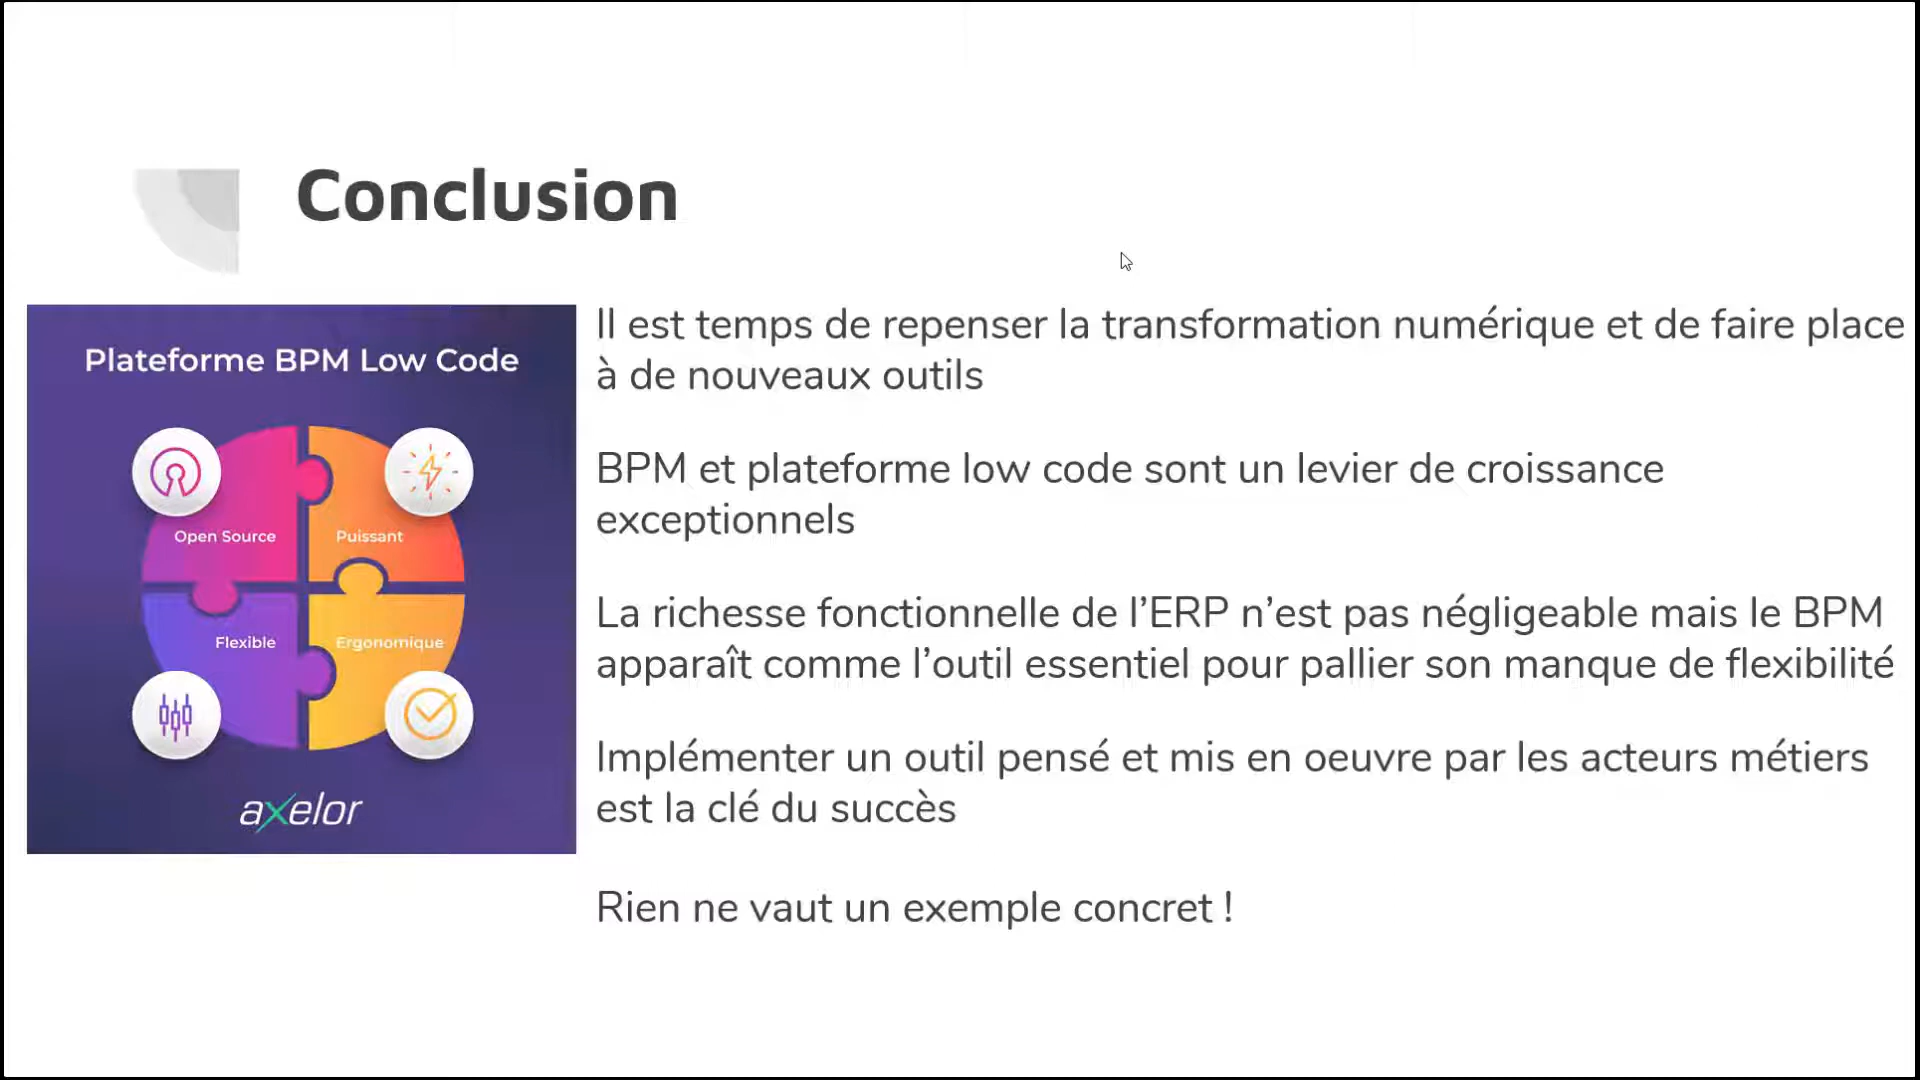 Conclusion
Plateforme BPM Low Code
Open Source
Puissant
Flexible
Ergonomique
axelor
Il est temps de repenser la transformation numérique et de faire place
à de nouveaux outils
BPM et plateforme low code sont un levier de croissance
exceptionnels
La richesse fonctionnelle de l’ERP n’est pas négligeable mais le BPM
apparaît comme l’outil essentiel pour pallier son manque de flexibilité
Implémenter un outil pensé et mis en oeuvre par les acteurs métiers
est la clé du succès
Rien ne vaut un exemple concret !